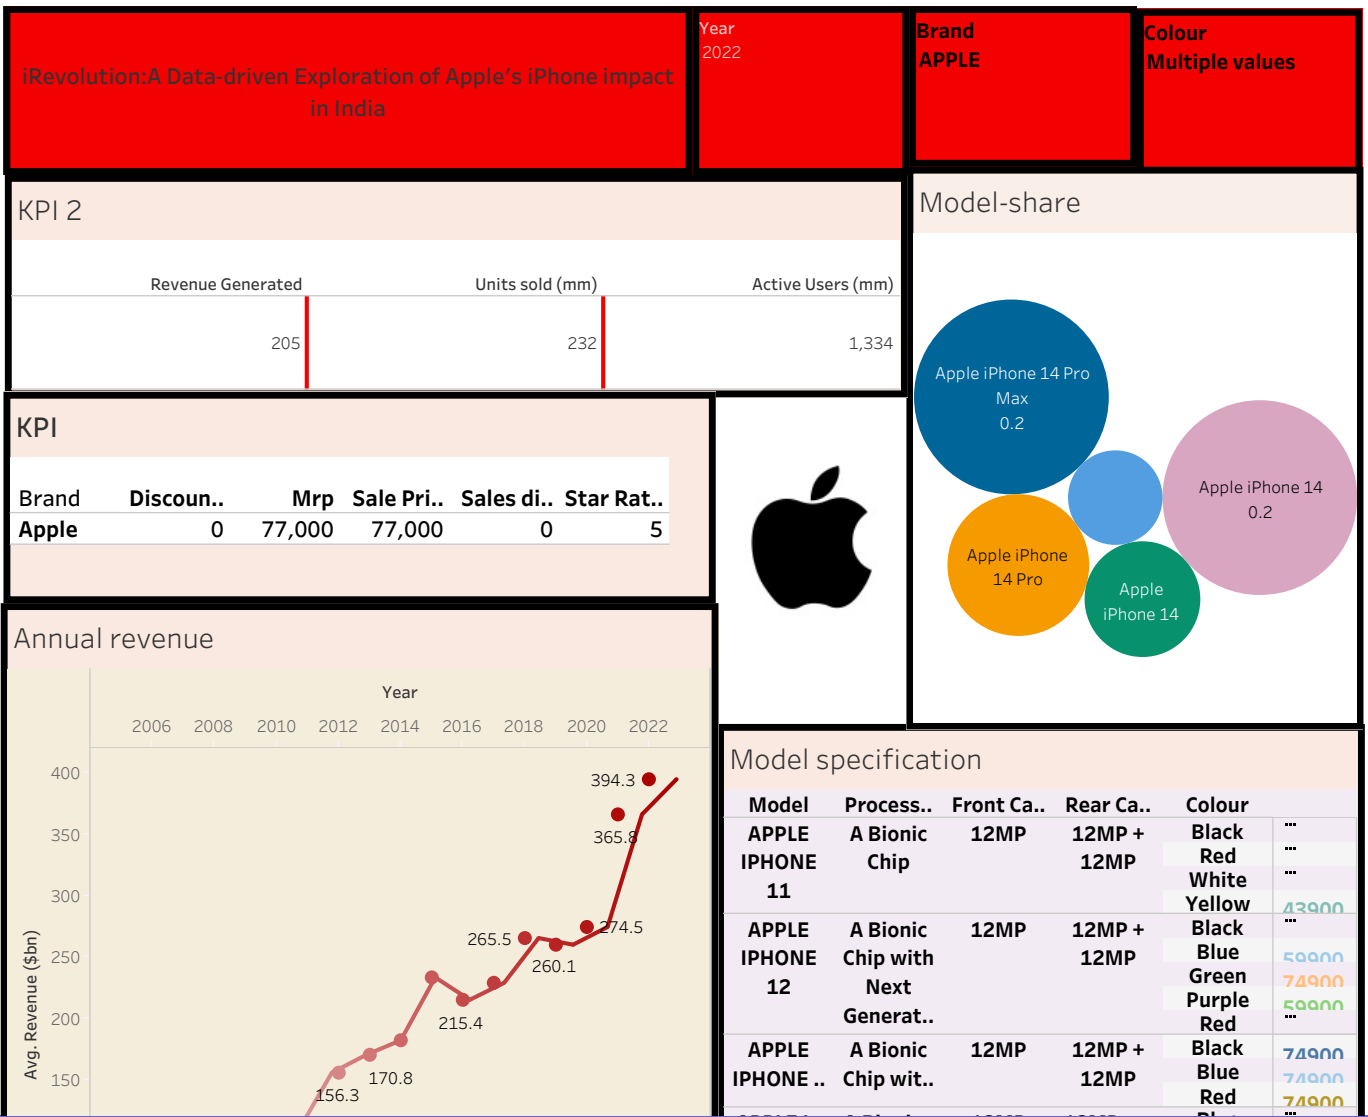 iRevolution:A Data-driven Exploration of Apple's iPhone impact
in India
Year
2022
Brand
APPLE
Colour
Multiple values
KPI 2
Revenue Generated Units sold (mm) Active Users (mm)
205 232 1,334
Model-share
Apple iPhone 14 Pro
Max
0.2
Apple iPhone 14
0.2
Apple iPhone
14 Pro
Apple
iPhone 14
KPI
Brand Discoun.. Mrp Sale Pri.. Sales di.. Star Rat..
Apple 0 77,000 77,000 0 5
Annual revenue
Year
2006 2008 2010 2012 2014 2016 2018 2020 2022
Avg. Revenue ($bn)
400
350
300
250
200
150
394.3
365.8
274.5
265.5
260.1
215.4
170.8
156.3
Model specification
Model Process.. Front Ca.. Rear Ca.. Colour
APPLE A Bionic 12MP 12MP + Black ...
IPHONE Chip 12MP Red ...
11 White ...
Yellow 43900
APPLE A Bionic 12MP 12MP + Black ...
IPHONE Chip with 12MP Blue 59900
12 Next Green 74900
Generat.. Purple 59900
Red ...
APPLE A Bionic 12MP 12MP + Black 74900
IPHONE .. Chip wit.. 12MP Blue 74900
Red 74900